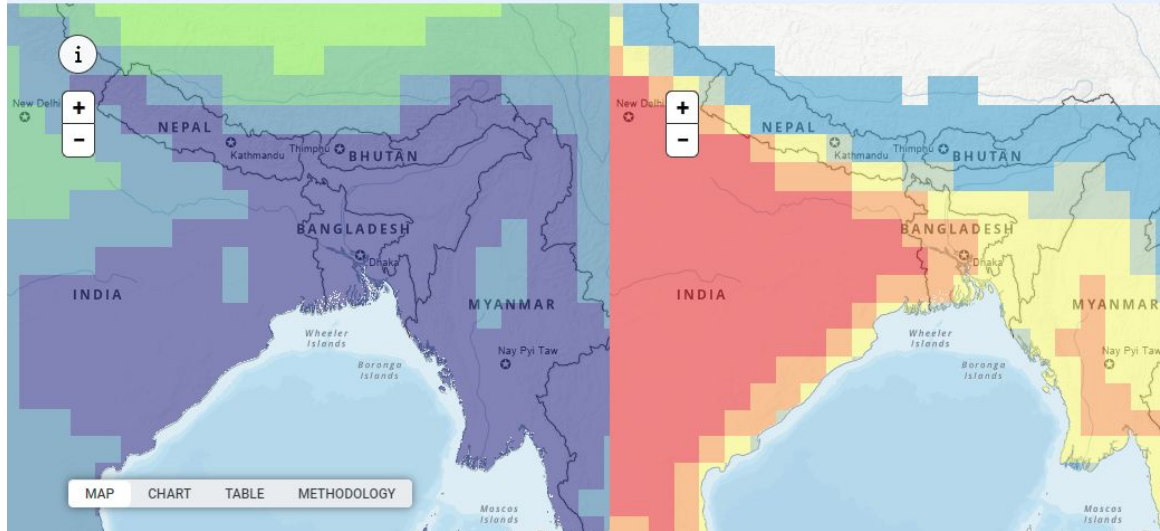 i
+
−
New Delhi
NEPAL
Kathmandu
Thimphu
BHUTAN
BANGLADESH
Dhaka
INDIA
MYANMAR
Wheeler
Islands
Nay Pyi Taw
Boronga
Islands
MAP CHART TABLE METHODOLOGY
Moscos
Islands
+
−
New Delhi
NEPAL
Kathmandu
Thimphu
BHUTAN
BANGLADESH
Dhaka
INDIA
MYANMAR
Wheeler
Islands
Nay Pyi Taw
Boronga
Islands
Moscos
Islands